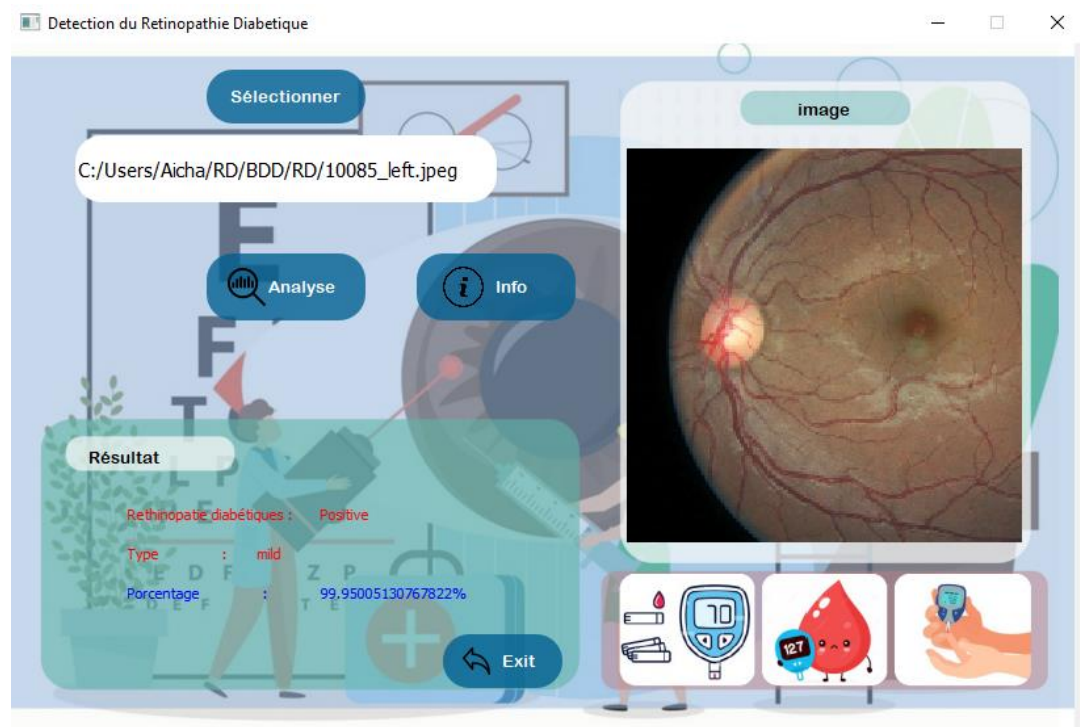 Detection du Retinopathie Diabetique
Sélectionner
C:/Users/Aicha/RD/BDD/RD/10085_left.jpeg
image
Analyse
Info
E
F
T
L P
Résultat
Rethinopatie diabétiques : Positive
Type : mild
E D F Z P
Porcentage : 99.95005130767822%
D E F T E
Exit
70
127